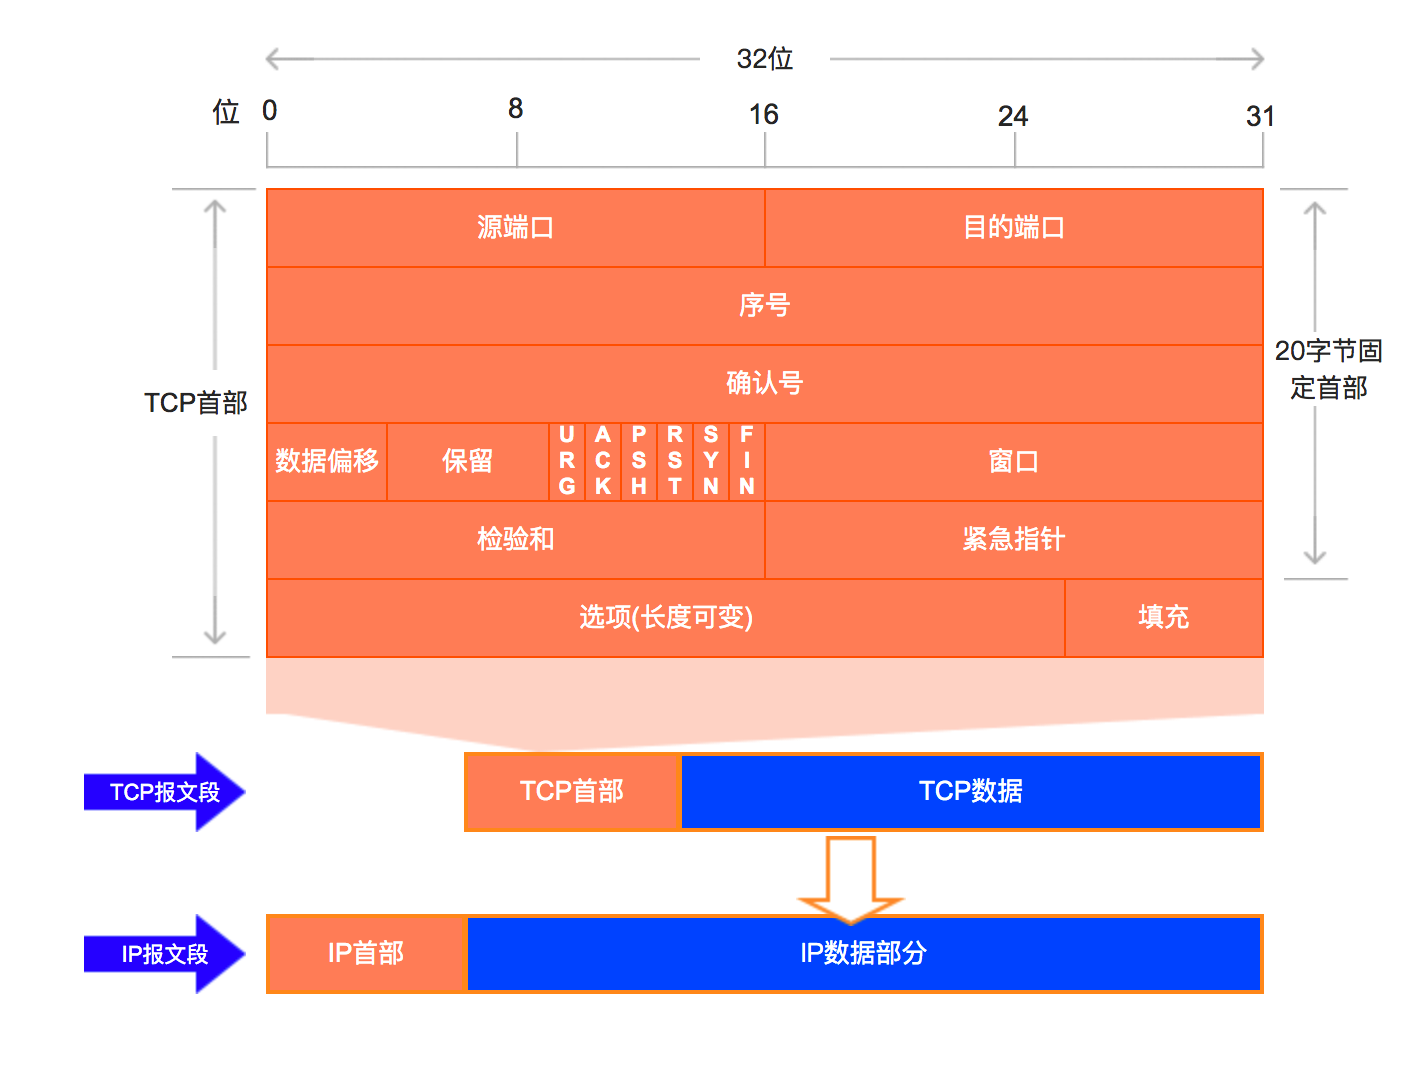 32位
位 0 8 16 24 31
源端口 目的端口
序号
确认号
20字节固
定首部
TCP首部
数据偏移 保留 URG ACK PSH RST SYN FIN 窗口
检验和 紧急指针
选项(长度可变) 填充
TCP报文段 TCP首部 TCP数据
IP报文段 IP首部 IP数据部分